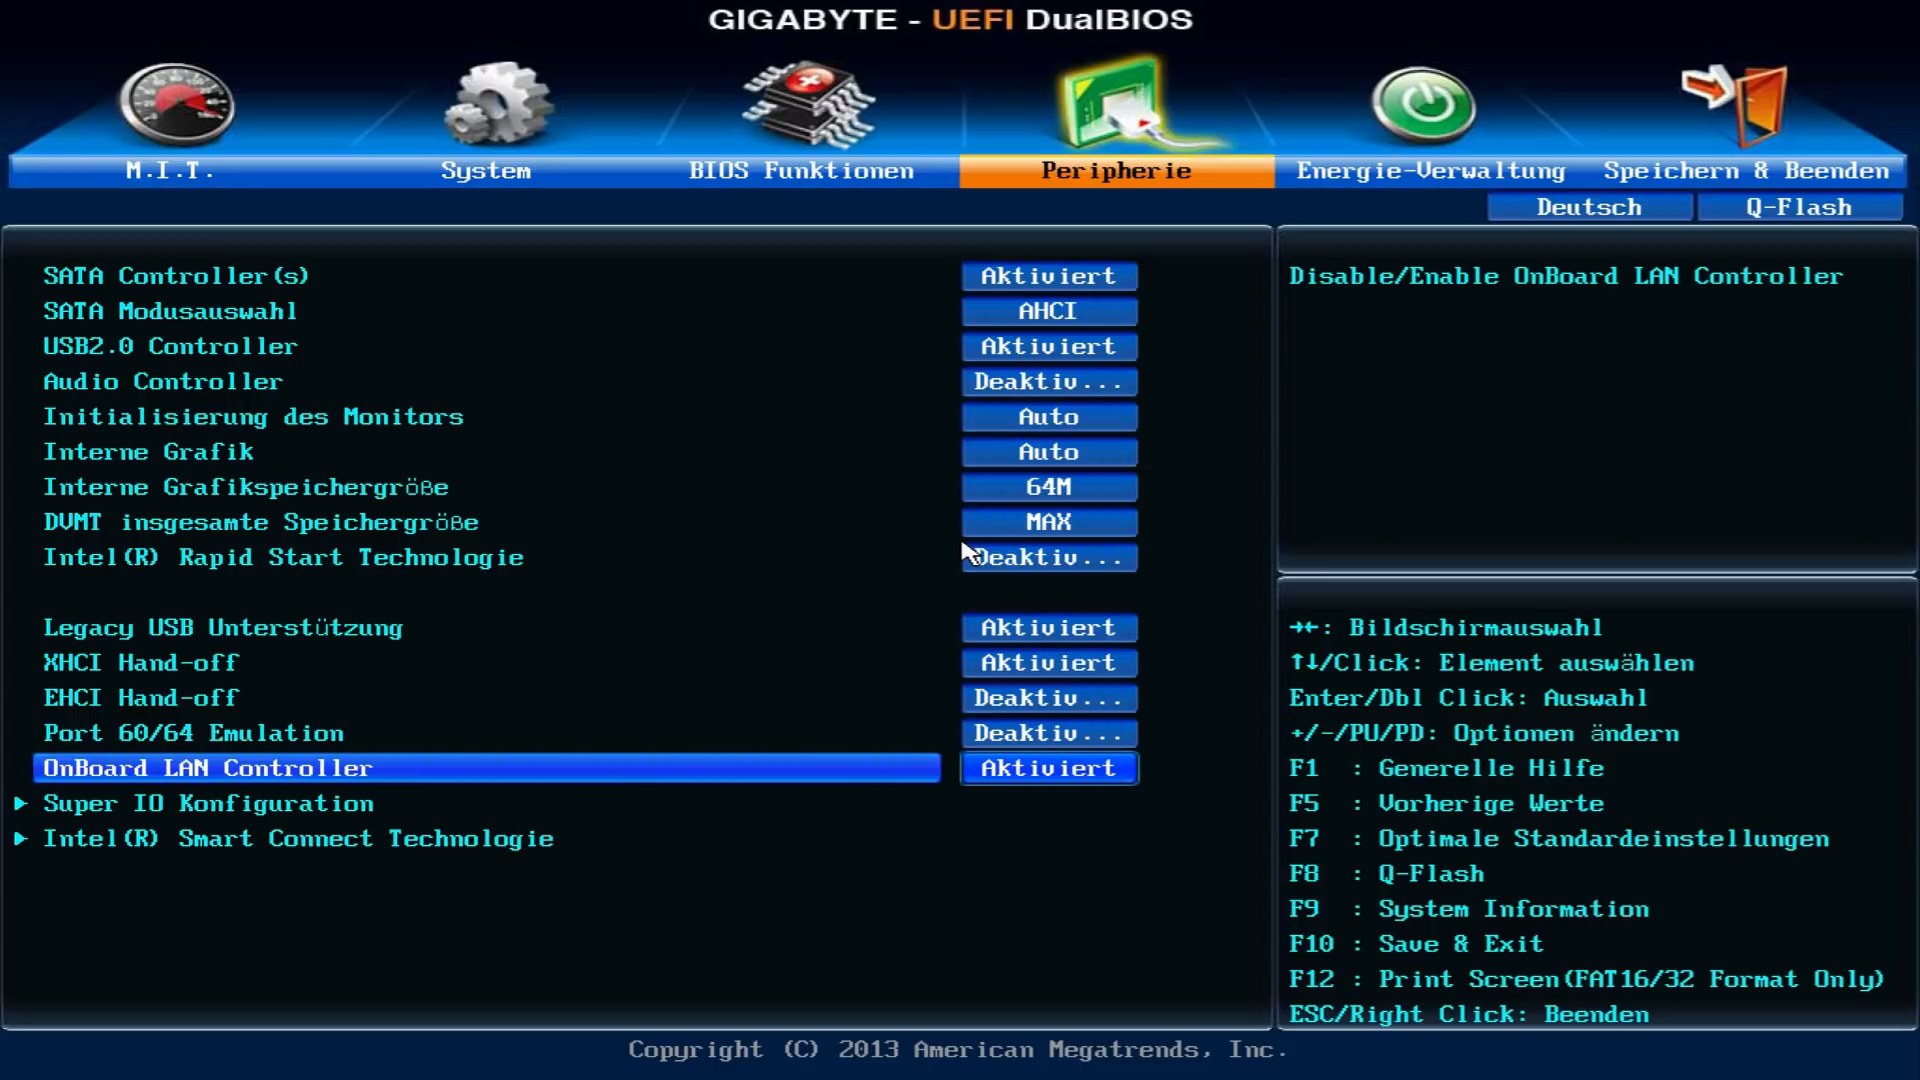 GIGABYTE - UEFI DualBIOS
M.I.T. System BIOS Funktionen Peripherie Energie-Verwaltung Speichern & Beenden
Deutsch Q-Flash
SATA Controller(s) Aktiviert
SATA Modusauswahl AHCI
USB2.0 Controller Aktiviert
Audio Controller Deaktiv...
Initialisierung des Monitors Auto
Interne Grafik Auto
Interne Grafikspeichergröße 64M
DVMT insgesamte Speichergröße MAX
Intel(R) Rapid Start Technologie Deaktiv...
Legacy USB Unterstützung Aktiviert
XHCI Hand-off Aktiviert
EHCI Hand-off Deaktiv...
Port 60/64 Emulation Deaktiv...
OnBoard LAN Controller Aktiviert
Super IO Konfiguration
Intel(R) Smart Connect Technologie
Disable/Enable OnBoard LAN Controller
→←: Bildschirmauswahl
↑↓/Click: Element auswählen
Enter/Dbl Click: Auswahl
+/-/PU/PD: Optionen ändern
F1 : Generelle Hilfe
F5 : Vorherige Werte
F7 : Optimale Standardeinstellungen
F8 : Q-Flash
F9 : System Information
F10 : Save & Exit
F12 : Print Screen(FAT16/32 Format Only)
ESC/Right Click: Beenden
Copyright (C) 2013 American Megatrends, Inc.